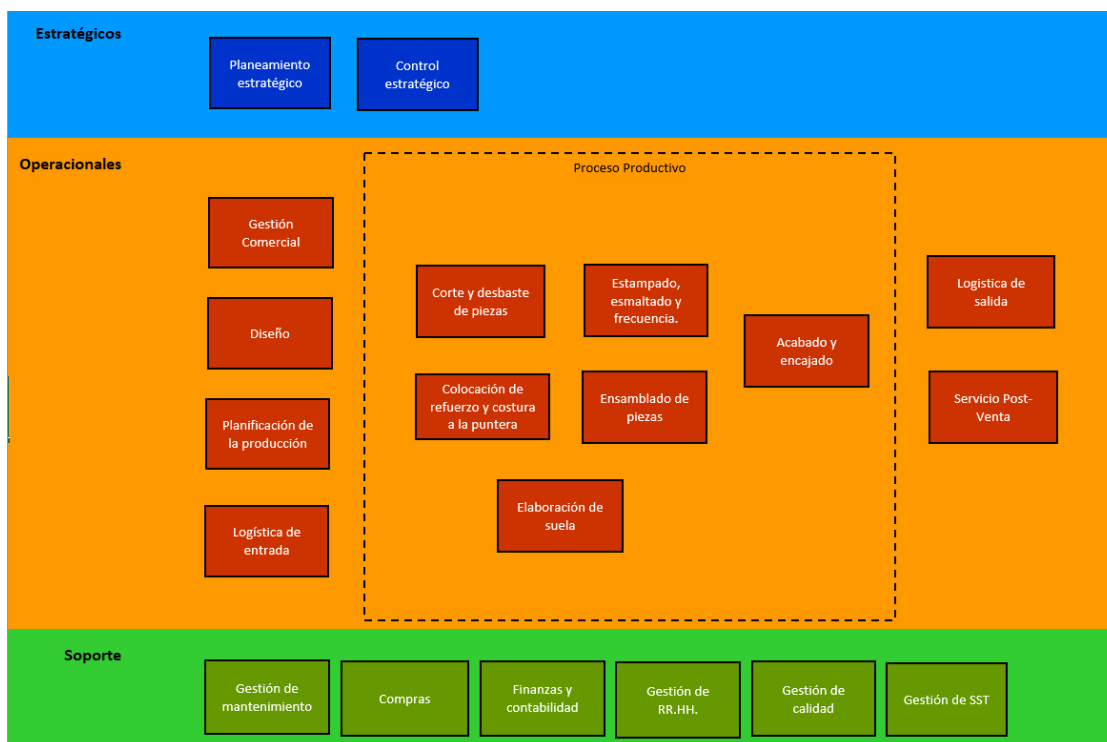 Estratégicos
Planeamiento
estratégico
Control
estratégico
Operacionales
Proceso Productivo
Gestión
Comercial
Diseño
Planificación de
la producción
Logística de
entrada
Corte y desbaste
de piezas
Estampado,
esmaltado y
frecuencia.
Colocación de
refuerzo y costura
a la puntera
Ensamblado de
piezas
Elaboración de
suela
Acabado y
encajado
Logistica de
salida
Servicio Post-
Venta
Soporte
Gestión de
mantenimiento
Compras
Finanzas y
contabilidad
Gestión de
RR.HH.
Gestión de
calidad
Gestión de SST